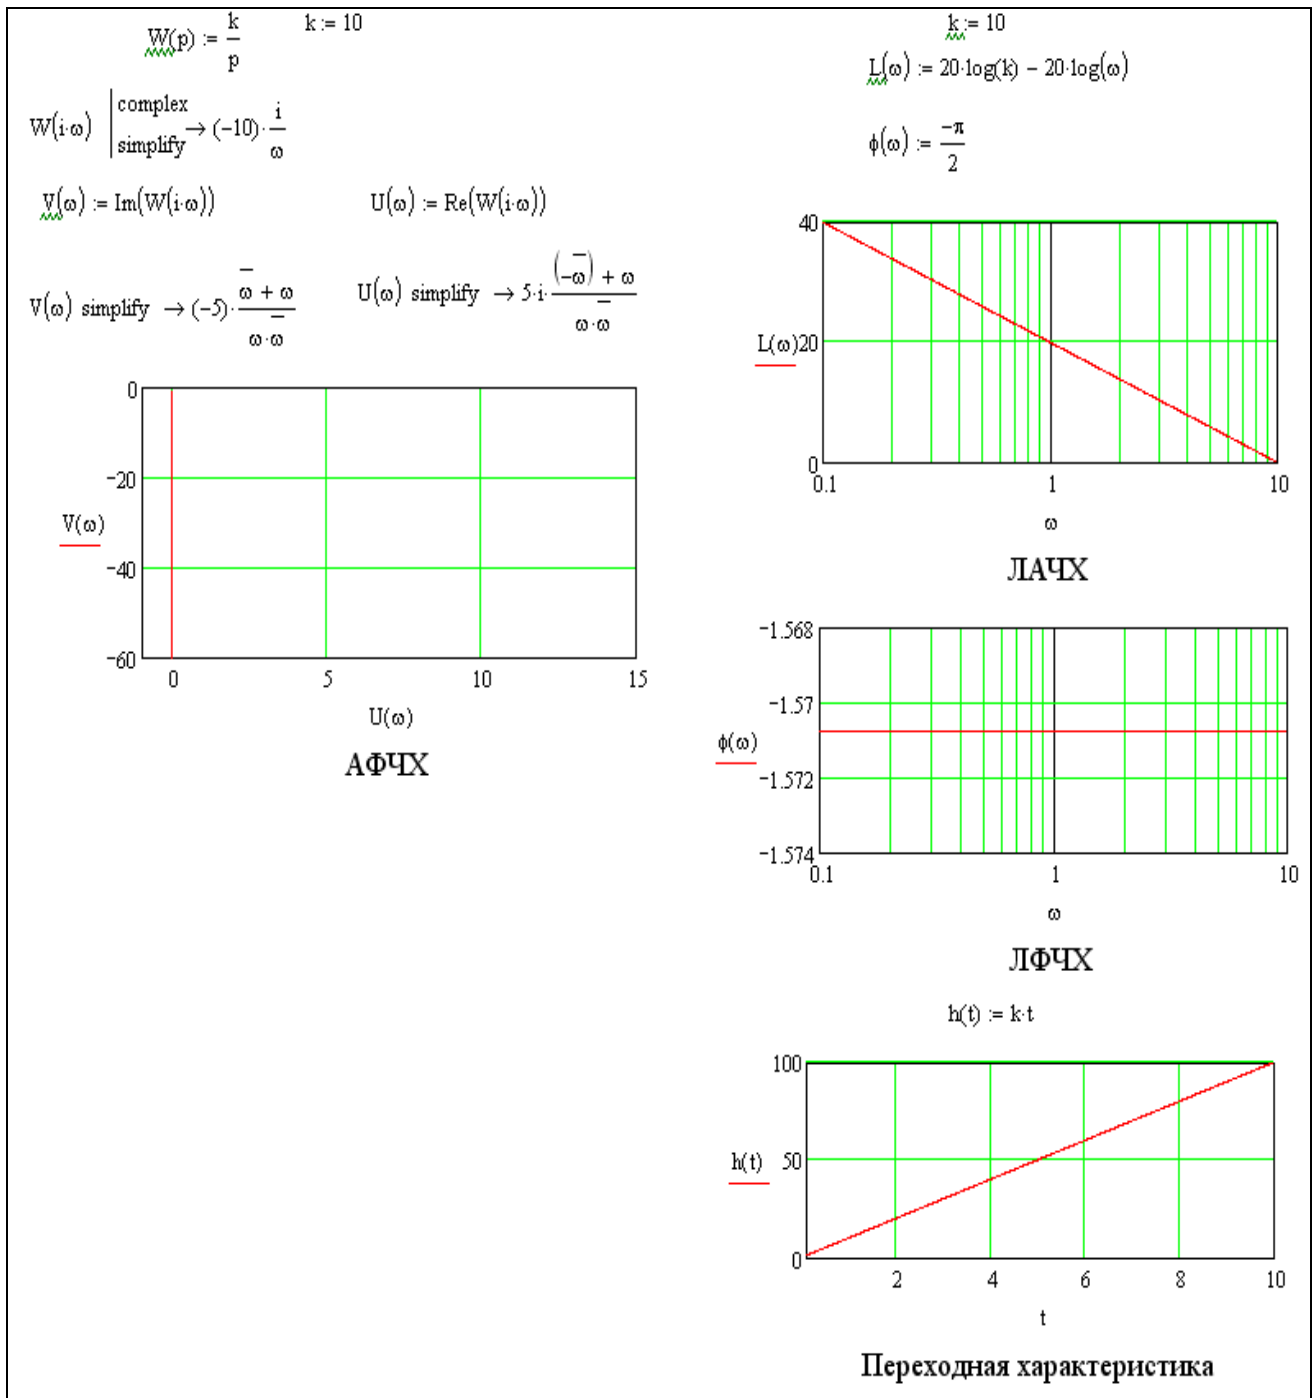 W(p) := k/p
k := 10
W(i·ω) | complex simplify → (-10)·i/ω
V(ω) := Im(W(i·ω))
U(ω) := Re(W(i·ω))
V(ω) simplify → (-5)·(ω̅ + ω)/(ω·ω̅)
U(ω) simplify → 5·i·((-ω̅) + ω)/(ω·ω̅)
0
-20
-40
-60
V(ω)
0 5 10 15
U(ω)
АФЧХ
k := 10
L(ω) := 20·log(k) − 20·log(ω)
ϕ(ω) := -π/2
40
20
0
L(ω)
0.1 1 10
ω
ЛАЧХ
-1.568
-1.57
-1.572
-1.574
ϕ(ω)
0.1 1 10
ω
ЛФЧХ
h(t) := k·t
100
50
0
h(t)
2 4 6 8 10
t
Переходная характеристика